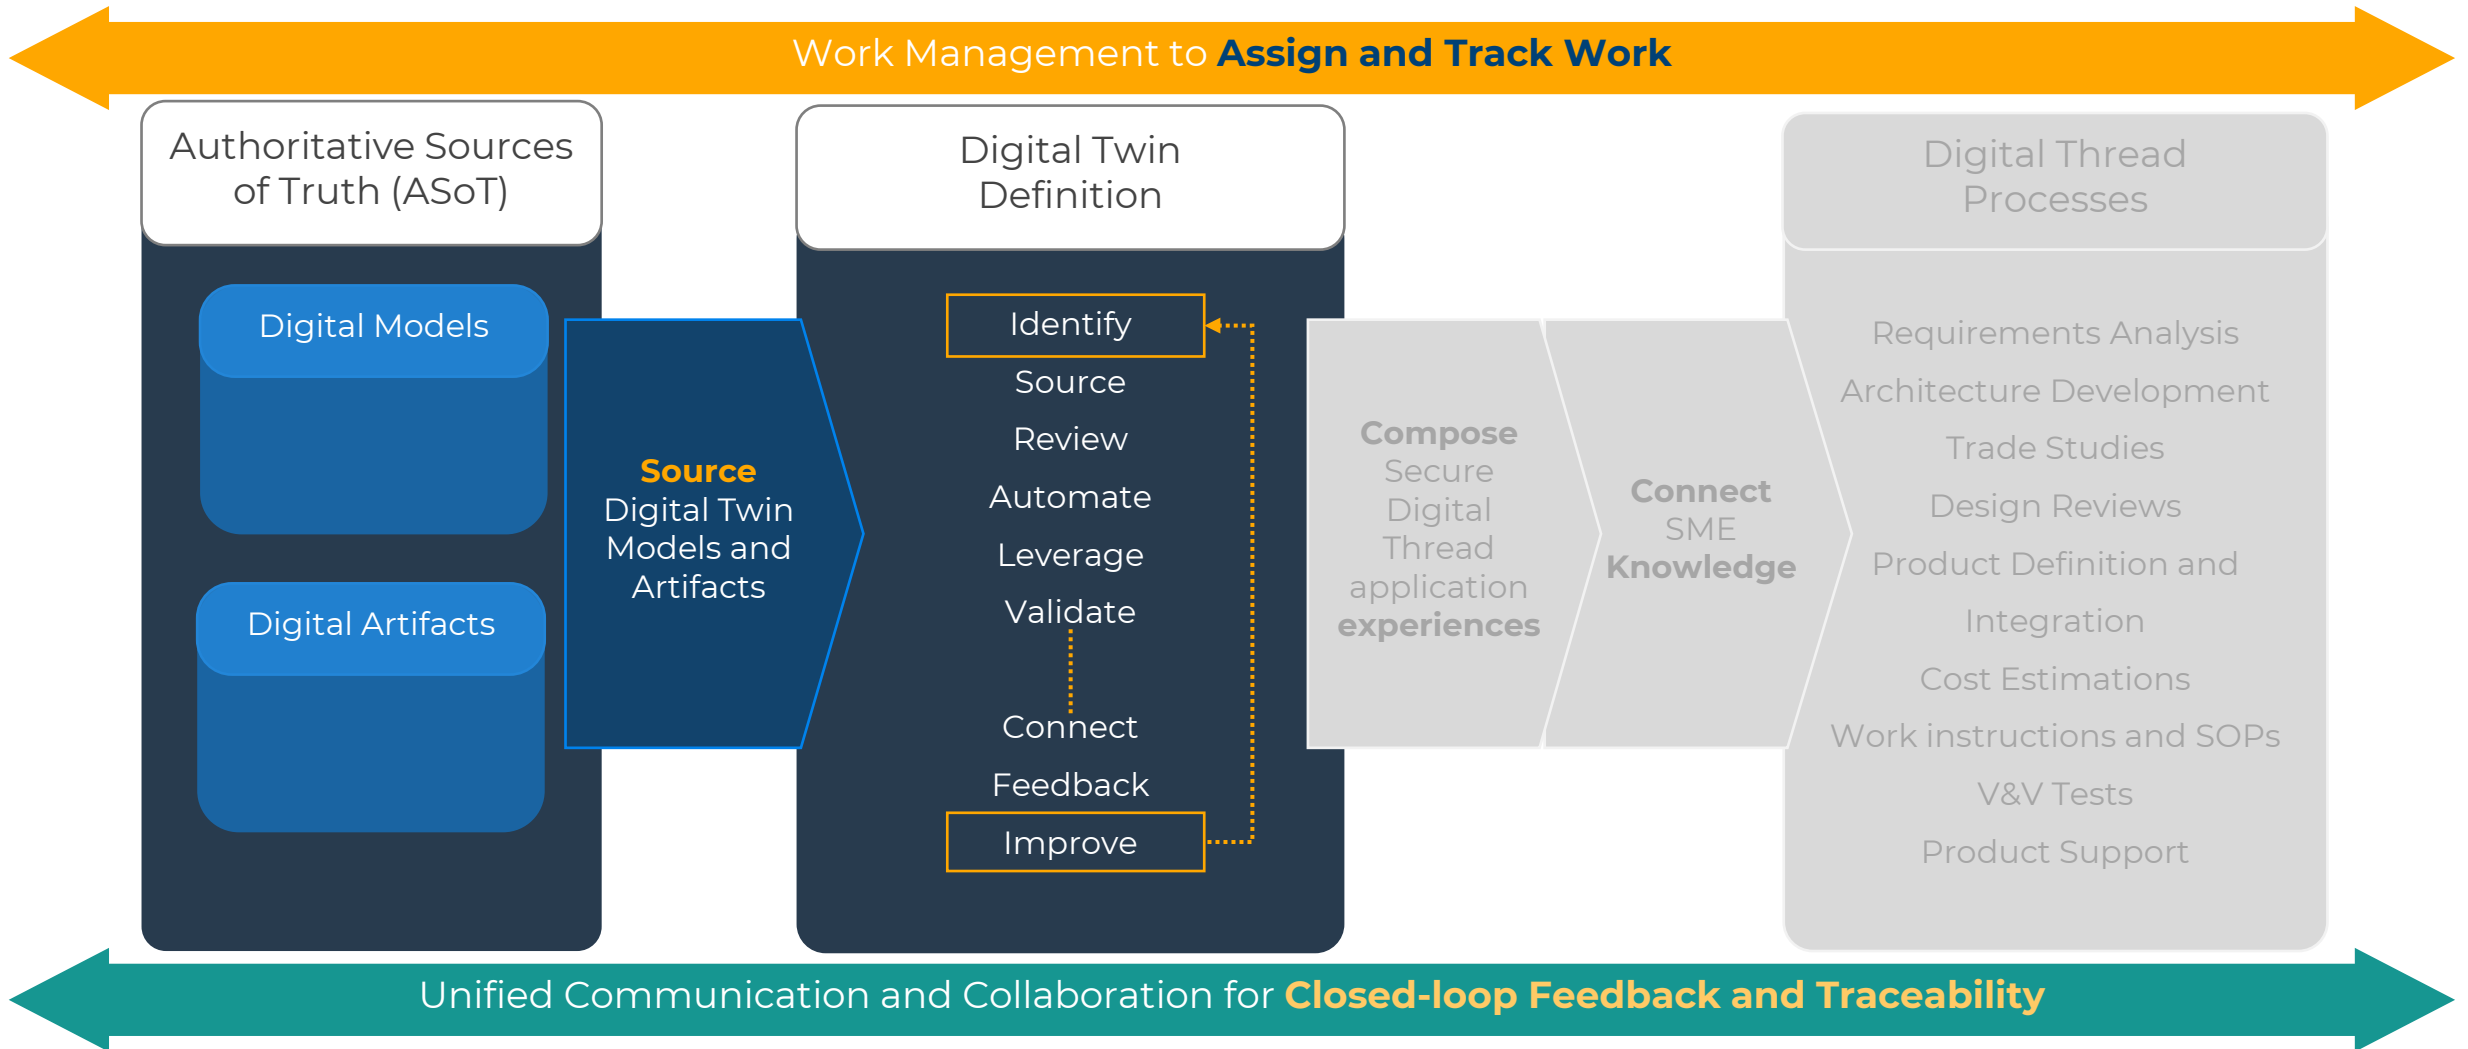 Work Management to Assign and Track Work
Authoritative Sources
of Truth (ASoT)
Digital Models
Digital Artifacts
Source
Digital Twin
Models and
Artifacts
Digital Twin
Definition
Identify
Source
Review
Automate
Leverage
Validate
Connect
Feedback
Improve
Compose
Secure
Digital
Thread
application
experiences
Connect
SME
Knowledge
Digital Thread
Processes
Requirements Analysis
Architecture Development
Trade Studies
Design Reviews
Product Definition and
Integration
Cost Estimations
Work instructions and SOPs
V&V Tests
Product Support
Unified Communication and Collaboration for Closed-loop Feedback and Traceability